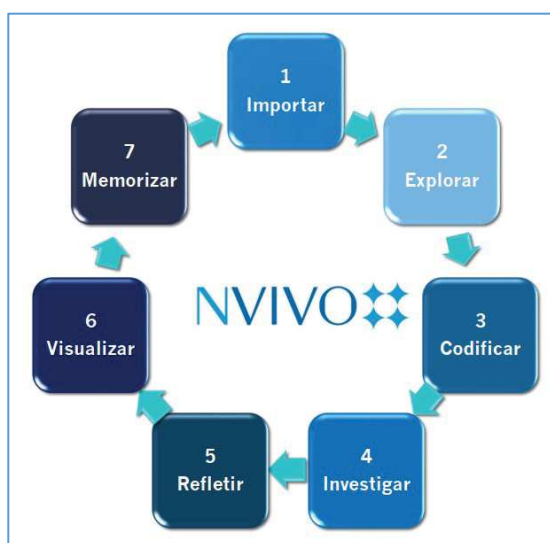 1
Importar
2
Explorar
3
Codificar
4
Investigar
5
Refletir
6
Visualizar
7
Memorizar
NVIVO